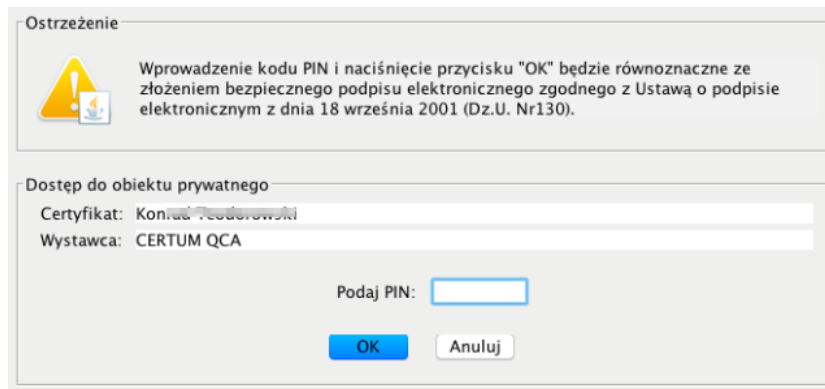 Ostrzeżenie
Wprowadzenie kodu PIN i naciśnięcie przycisku "OK" będzie równoznaczne ze
złożeniem bezpiecznego podpisu elektronicznego zgodnego z Ustawą o podpisie
elektronicznym z dnia 18 września 2001 (Dz.U. Nr130).
Dostęp do obiektu prywatnego
Certyfikat:
Wystawca: CERTUM QCA
Podaj PIN:
OK Anuluj